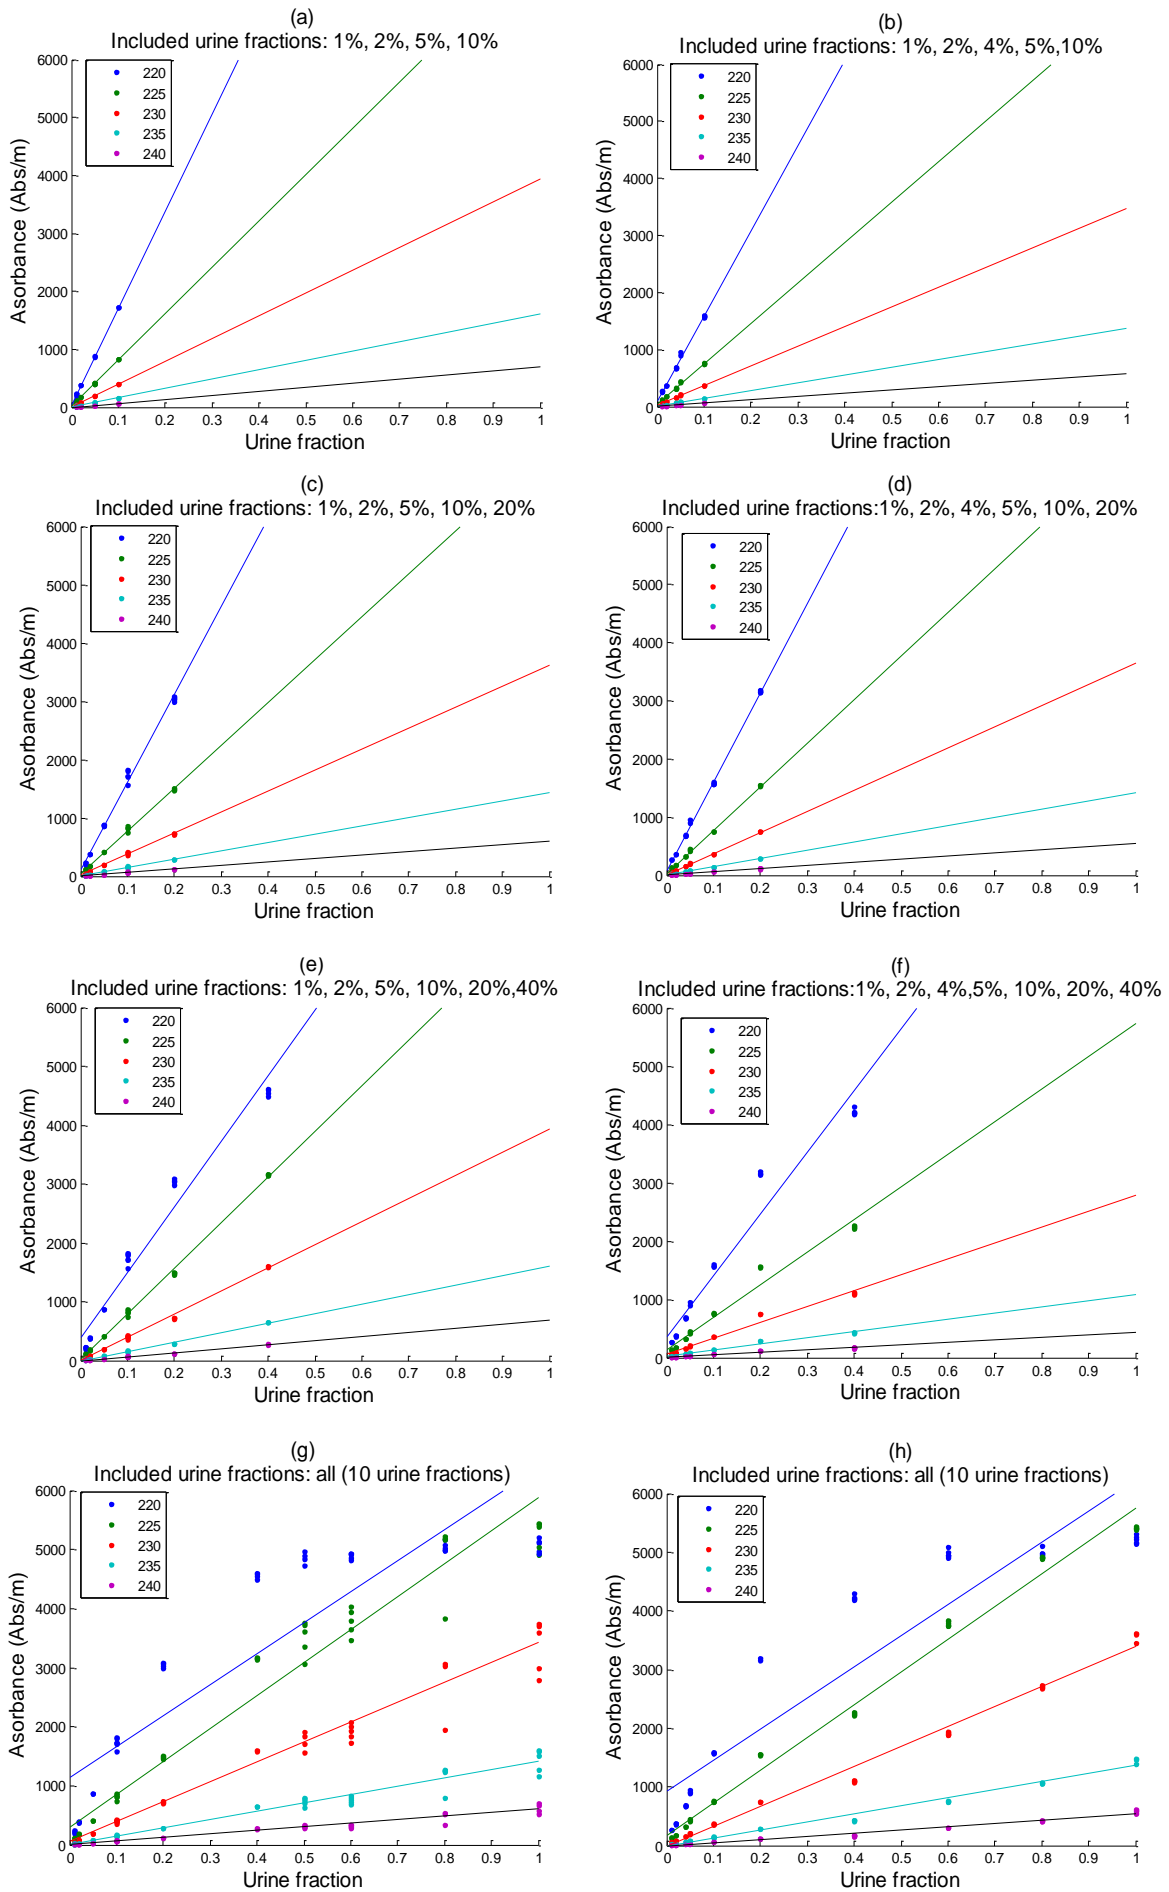 (a)
Included urine fractions: 1%, 2%, 5%, 10%
6000
5000
4000
3000
2000
1000
0
220
225
230
235
240
Asorbance (Abs/m)
0 0.1 0.2 0.3 0.4 0.5 0.6 0.7 0.8 0.9 1
Urine fraction
(b)
Included urine fractions: 1%, 2%, 4%, 5%,10%
6000
5000
4000
3000
2000
1000
0
220
225
230
235
240
Asorbance (Abs/m)
0 0.1 0.2 0.3 0.4 0.5 0.6 0.7 0.8 0.9 1
Urine fraction
(c)
Included urine fractions: 1%, 2%, 5%, 10%, 20%
6000
5000
4000
3000
2000
1000
0
220
225
230
235
240
Asorbance (Abs/m)
0 0.1 0.2 0.3 0.4 0.5 0.6 0.7 0.8 0.9 1
Urine fraction
(d)
Included urine fractions:1%, 2%, 4%, 5%, 10%, 20%
6000
5000
4000
3000
2000
1000
0
220
225
230
235
240
Asorbance (Abs/m)
0 0.1 0.2 0.3 0.4 0.5 0.6 0.7 0.8 0.9 1
Urine fraction
(e)
Included urine fractions: 1%, 2%, 5%, 10%, 20%,40%
6000
5000
4000
3000
2000
1000
0
220
225
230
235
240
Asorbance (Abs/m)
0 0.1 0.2 0.3 0.4 0.5 0.6 0.7 0.8 0.9 1
Urine fraction
(f)
Included urine fractions:1%, 2%, 4%,5%, 10%, 20%, 40%
6000
5000
4000
3000
2000
1000
0
220
225
230
235
240
Asorbance (Abs/m)
0 0.1 0.2 0.3 0.4 0.5 0.6 0.7 0.8 0.9 1
Urine fraction
(g)
Included urine fractions: all (10 urine fractions)
6000
5000
4000
3000
2000
1000
0
220
225
230
235
240
Asorbance (Abs/m)
0 0.1 0.2 0.3 0.4 0.5 0.6 0.7 0.8 0.9 1
Urine fraction
(h)
Included urine fractions: all (10 urine fractions)
6000
5000
4000
3000
2000
1000
0
220
225
230
235
240
Asorbance (Abs/m)
0 0.1 0.2 0.3 0.4 0.5 0.6 0.7 0.8 0.9 1
Urine fraction